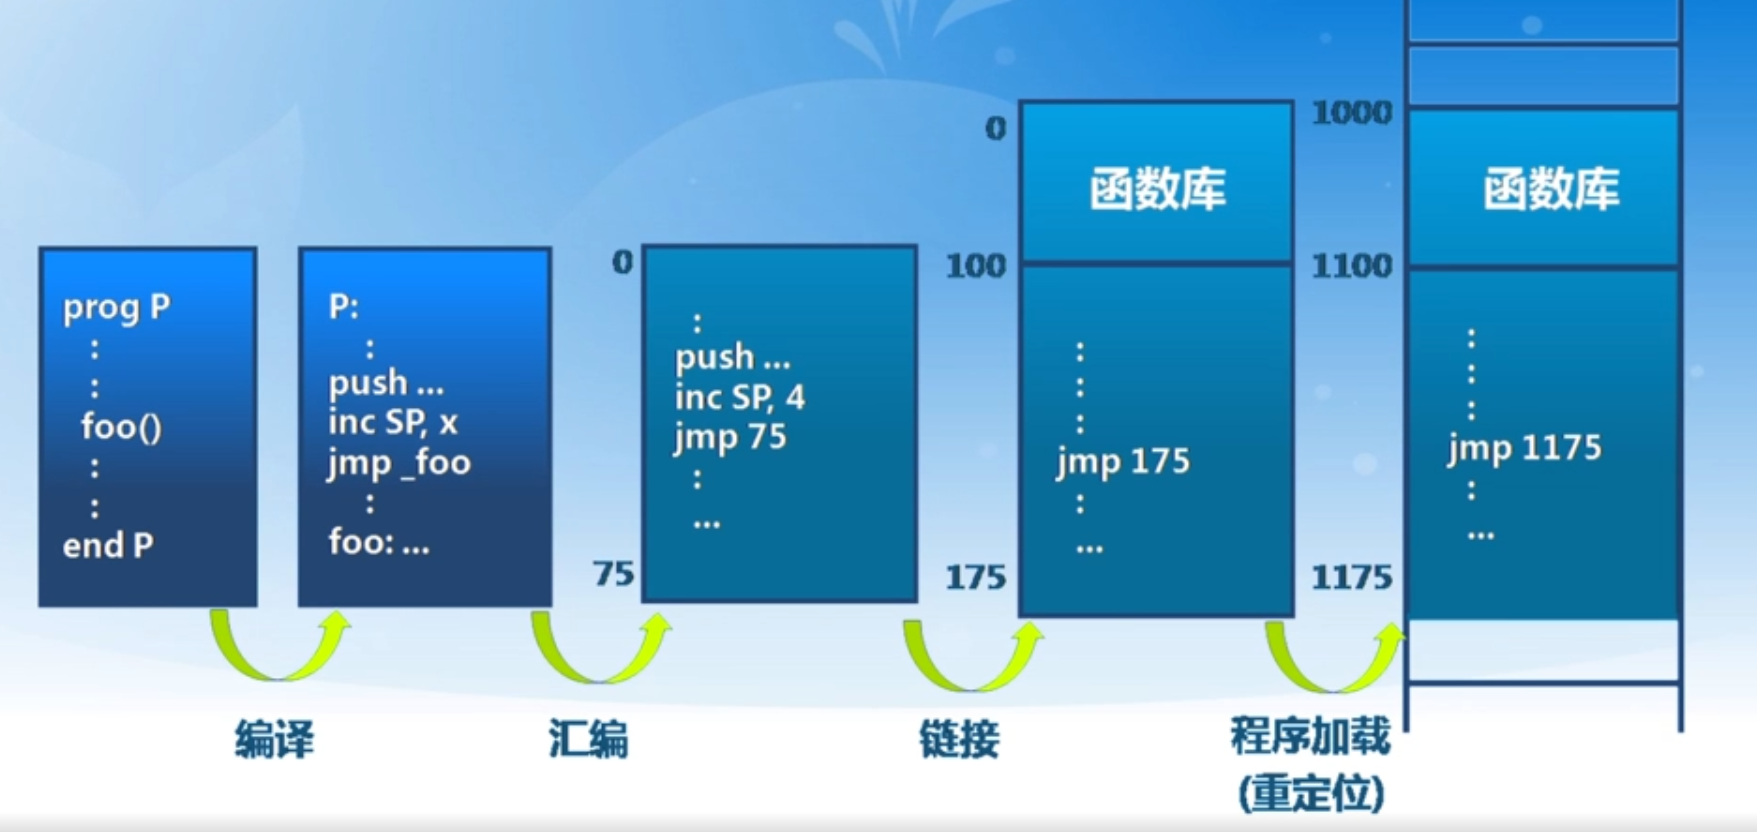 prog P
:
:
foo()
:
:
end P
P:
:
push ...
inc SP, x
jmp _foo
:
foo: ...
0
:
push ...
inc SP, 4
jmp 75
:
...
75
0
函数库
100
:
:
:
jmp 175
:
...
175
1000
函数库
1100
:
:
:
jmp 1175
:
...
1175
编译
汇编
链接
程序加载
(重定位)